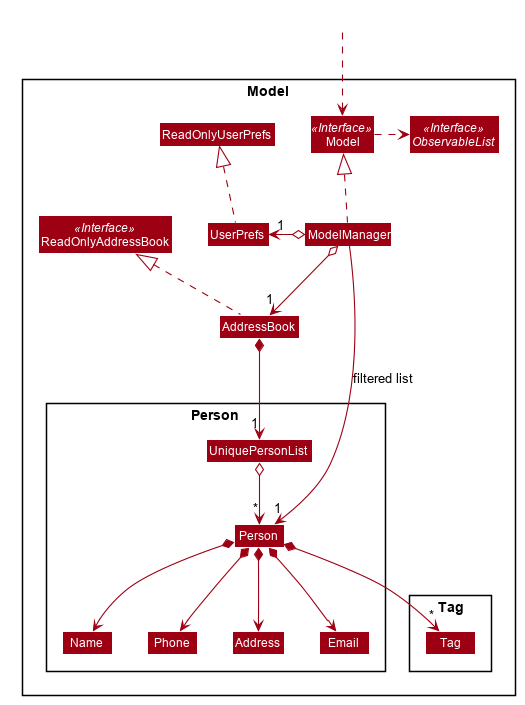 Model
«Interface»
Model
«Interface»
ObservableList
ReadOnlyUserPrefs
«Interface»
ReadOnlyAddressBook
UserPrefs
1
ModelManager
1
AddressBook
filtered list
Person
1
UniquePersonList
*
1
Person
Name
Phone
Address
Email
Tag
*
Tag